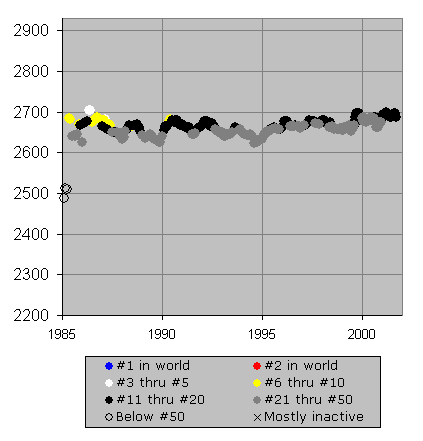 2900
2800
2700
2600
2500
2400
2300
2200
1985 1990 1995 2000
#1 in world #2 in world
#3 thru #5 #6 thru #10
#11 thru #20 #21 thru #50
Below #50 Mostly inactive